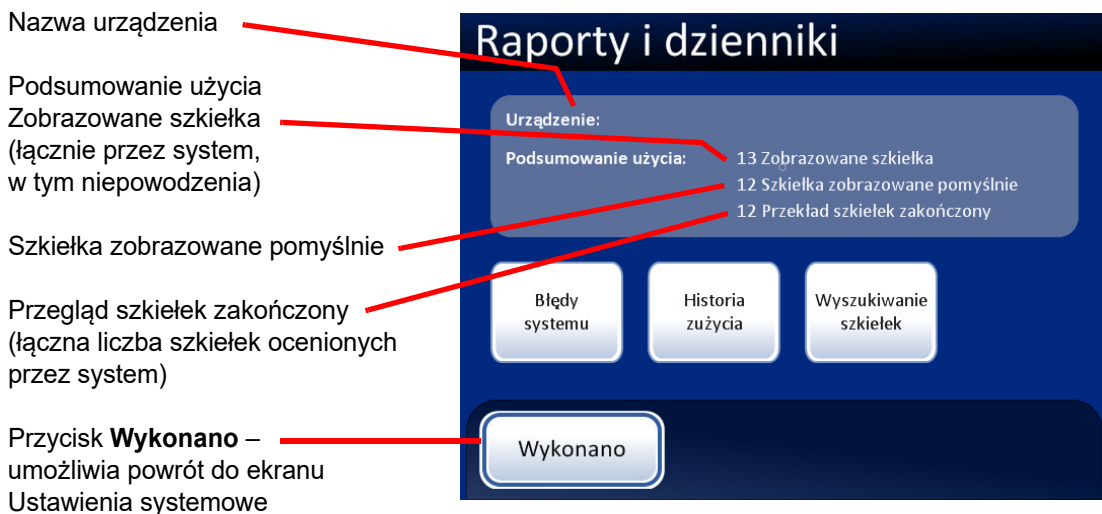 Nazwa urządzenia
Podsumowanie użycia
Zobrazowane szkiełka
(łącznie przez system,
w tym niepowodzenia)
Szkiełka zobrazowane pomyślnie
Przegląd szkiełek zakończony
(łączna liczba szkiełek ocenionych
przez system)
Przycisk Wykonano –
umożliwia powrót do ekranu
Ustawienia systemowe
Raporty i dzienniki
Urządzenie:
Podsumowanie użycia: 13 Zobrazowane szkiełka
12 Szkiełka zobrazowane pomyślnie
12 Przekład szkiełek zakończony
Błędy
systemu
Historia
zużycia
Wyszukiwanie
szkiełek
Wykonano